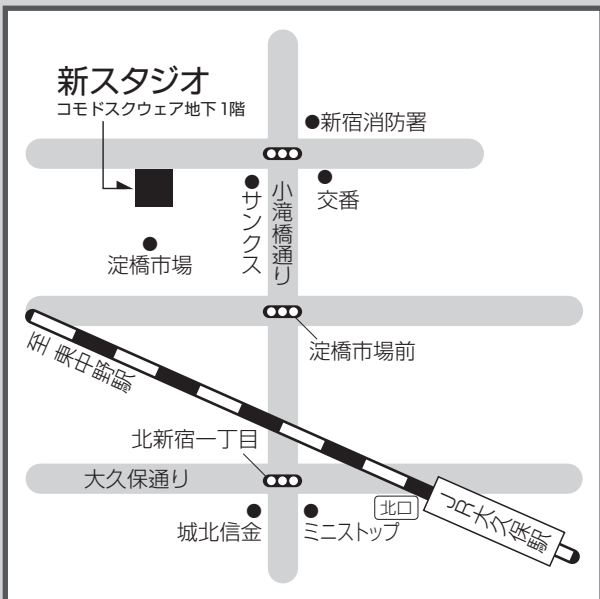 新スタジオ
コモドスクウェア地下1階
新宿消防署
交番
サンクス
小滝橋通り
淀橋市場
淀橋市場前
至 東中野駅
北新宿一丁目
大久保通り
北口
JR大久保駅
城北信金
ミニストップ